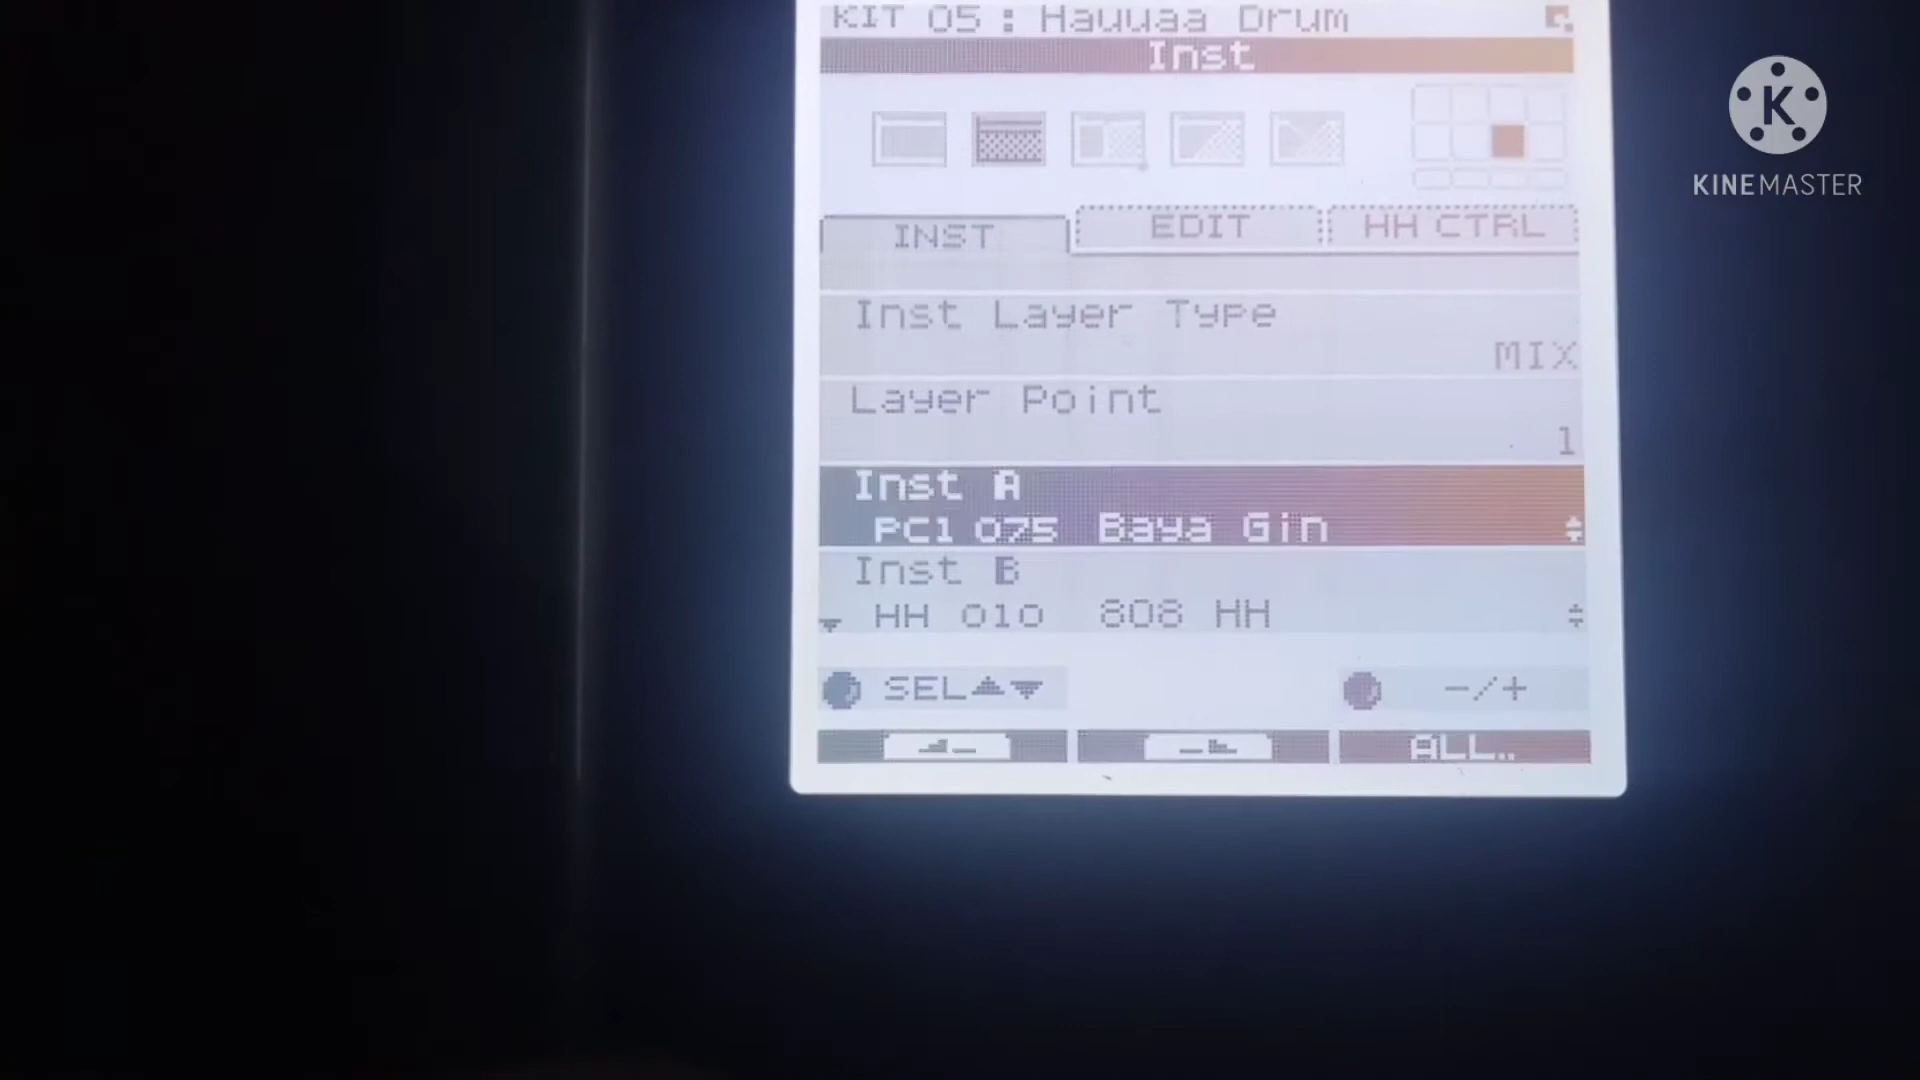 KIT 05 : Hauuaa Drum
Inst
INST EDIT HH CTRL
Inst Layer Type
MIX
Layer Point
1
Inst A
PC1 075 Baya Gin
Inst B
HH 010 808 HH
SEL▲▼ -/+
ALL..
K
KINEMASTER